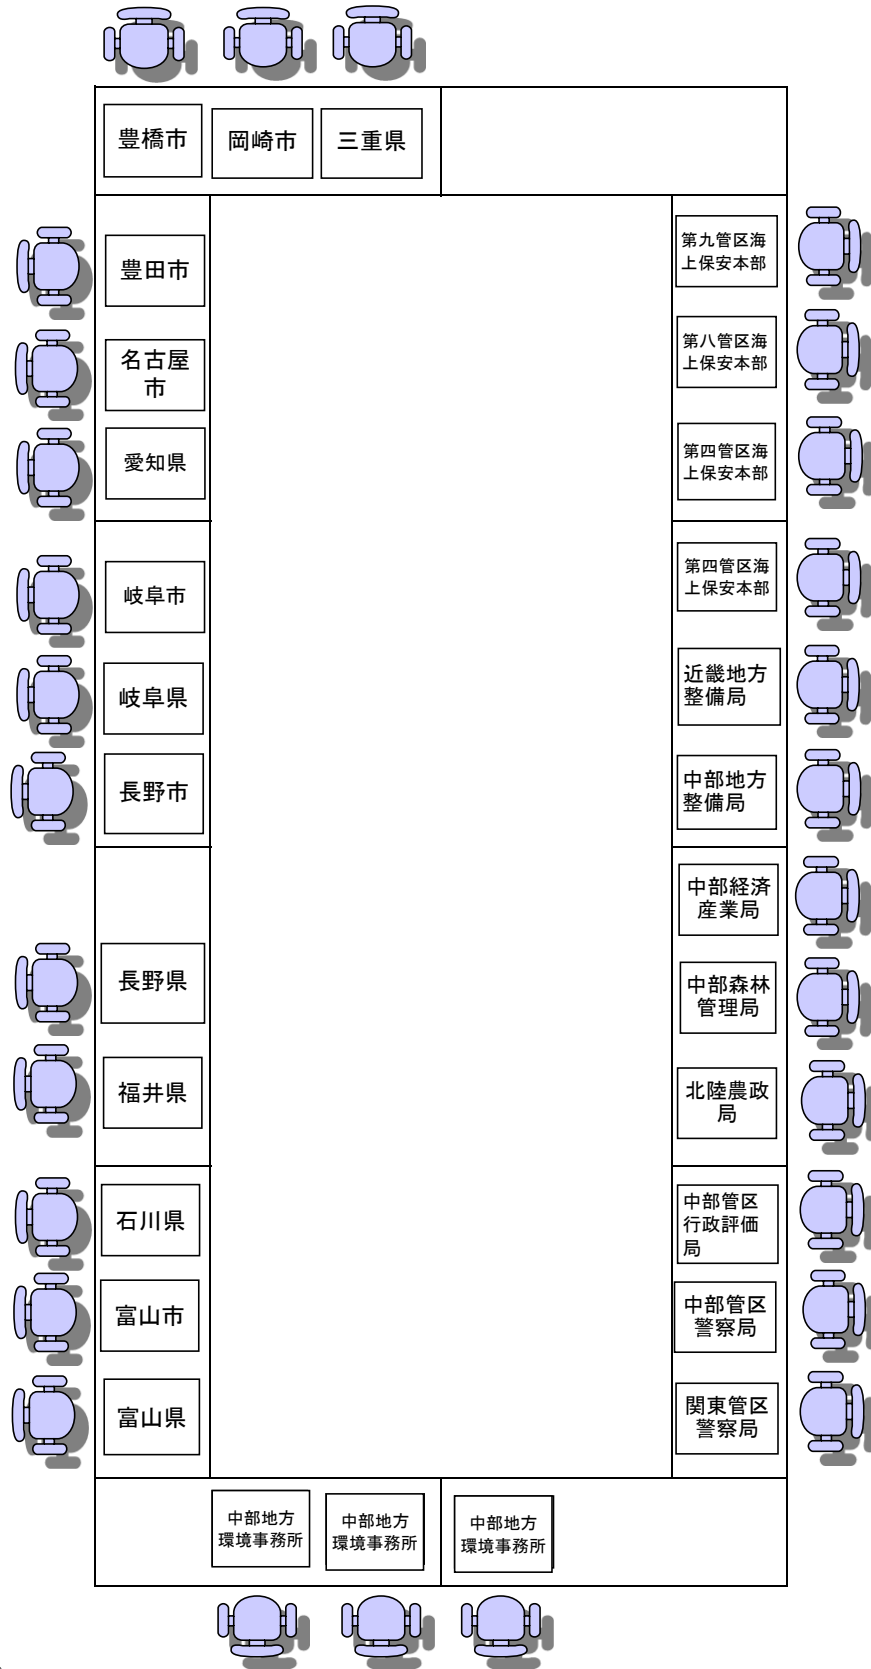 豊橋市
岡崎市
三重県
豊田市
名古屋
市
愛知県
岐阜市
岐阜県
長野市
長野県
福井県
石川県
富山市
富山県
第九管区海
上保安本部
第八管区海
上保安本部
第四管区海
上保安本部
第四管区海
上保安本部
近畿地方
整備局
中部地方
整備局
中部経済
産業局
中部森林
管理局
北陸農政
局
中部管区
行政評価
局
中部管区
警察局
関東管区
警察局
中部地方
環境事務所
中部地方
環境事務所
中部地方
環境事務所